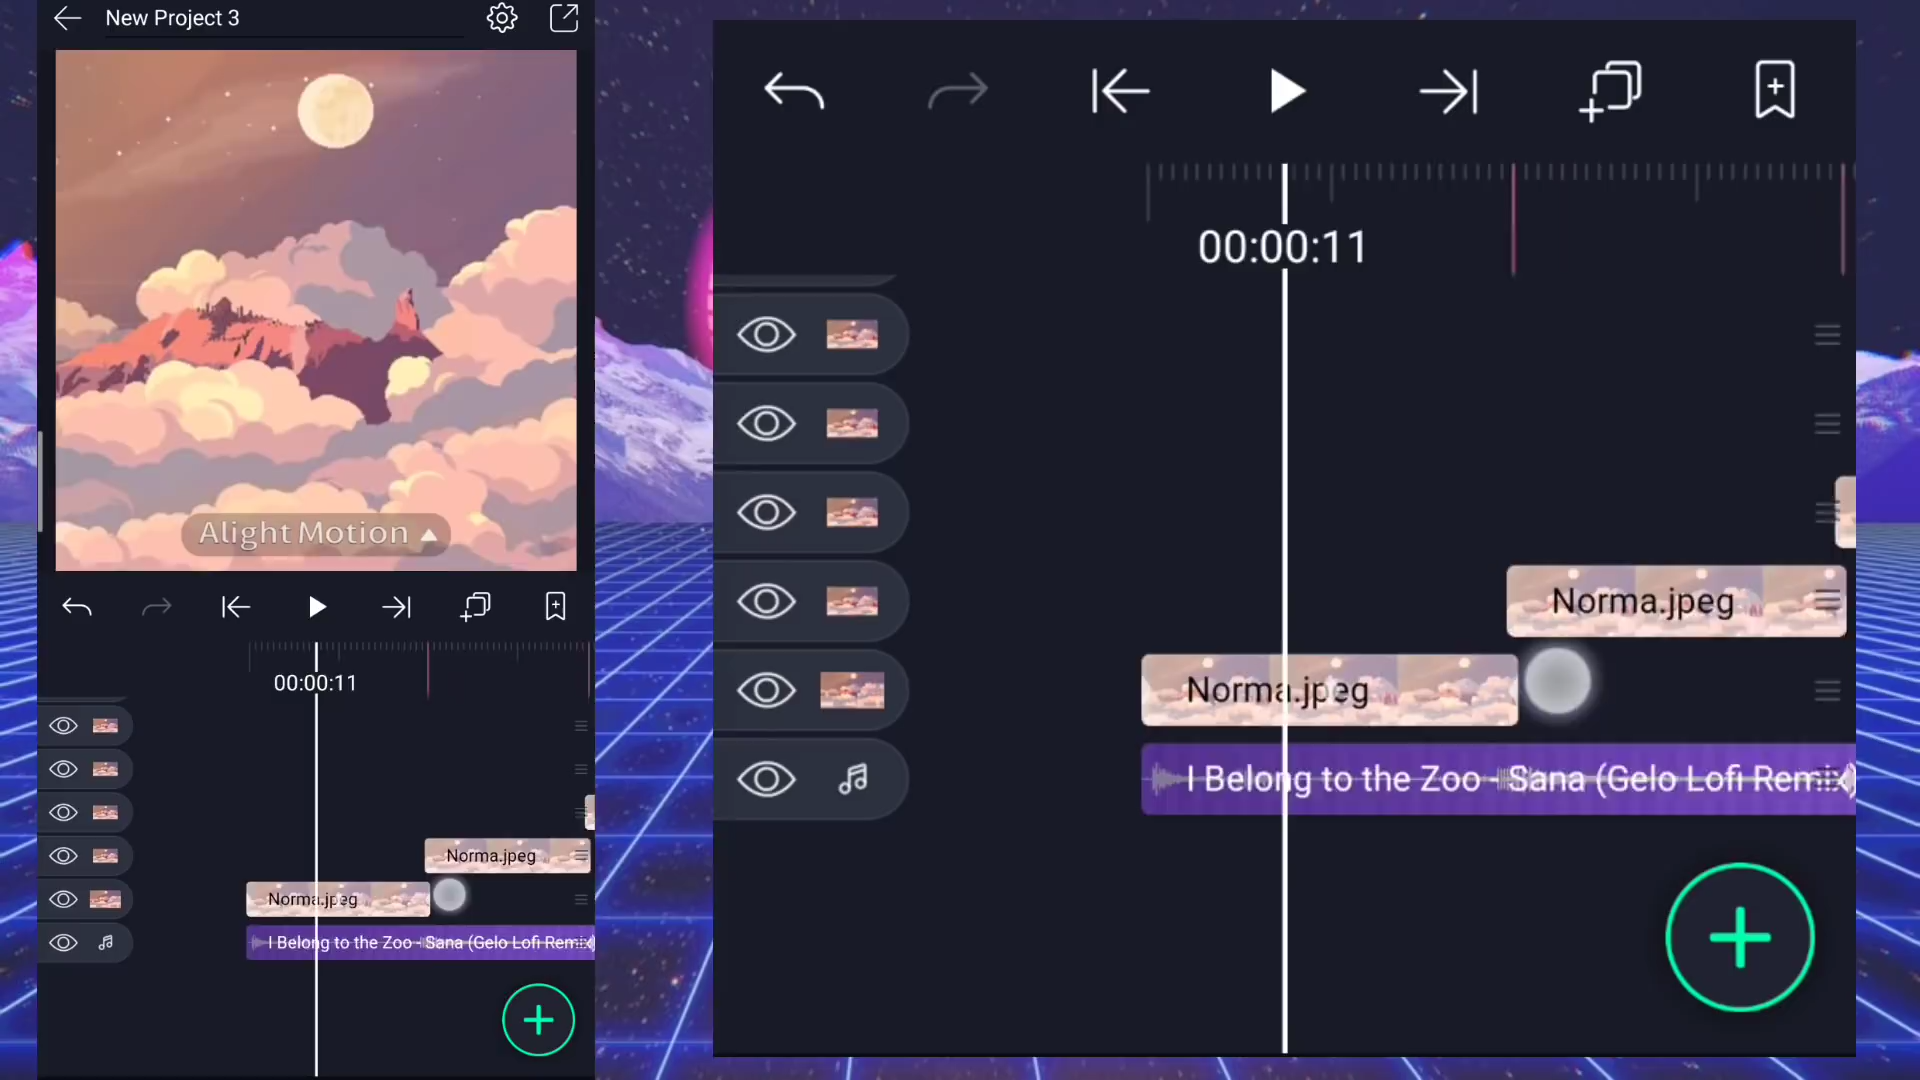 New Project 3
Alight Motion
00:00:11
Norma.jpeg
Norma.jpeg
I Belong to the Zoo - Sana (Gelo Lofi Remix)
00:00:11
Norma.jpeg
Norma.jpeg
I Belong to the Zoo - Sana (Gelo Lofi Remix)